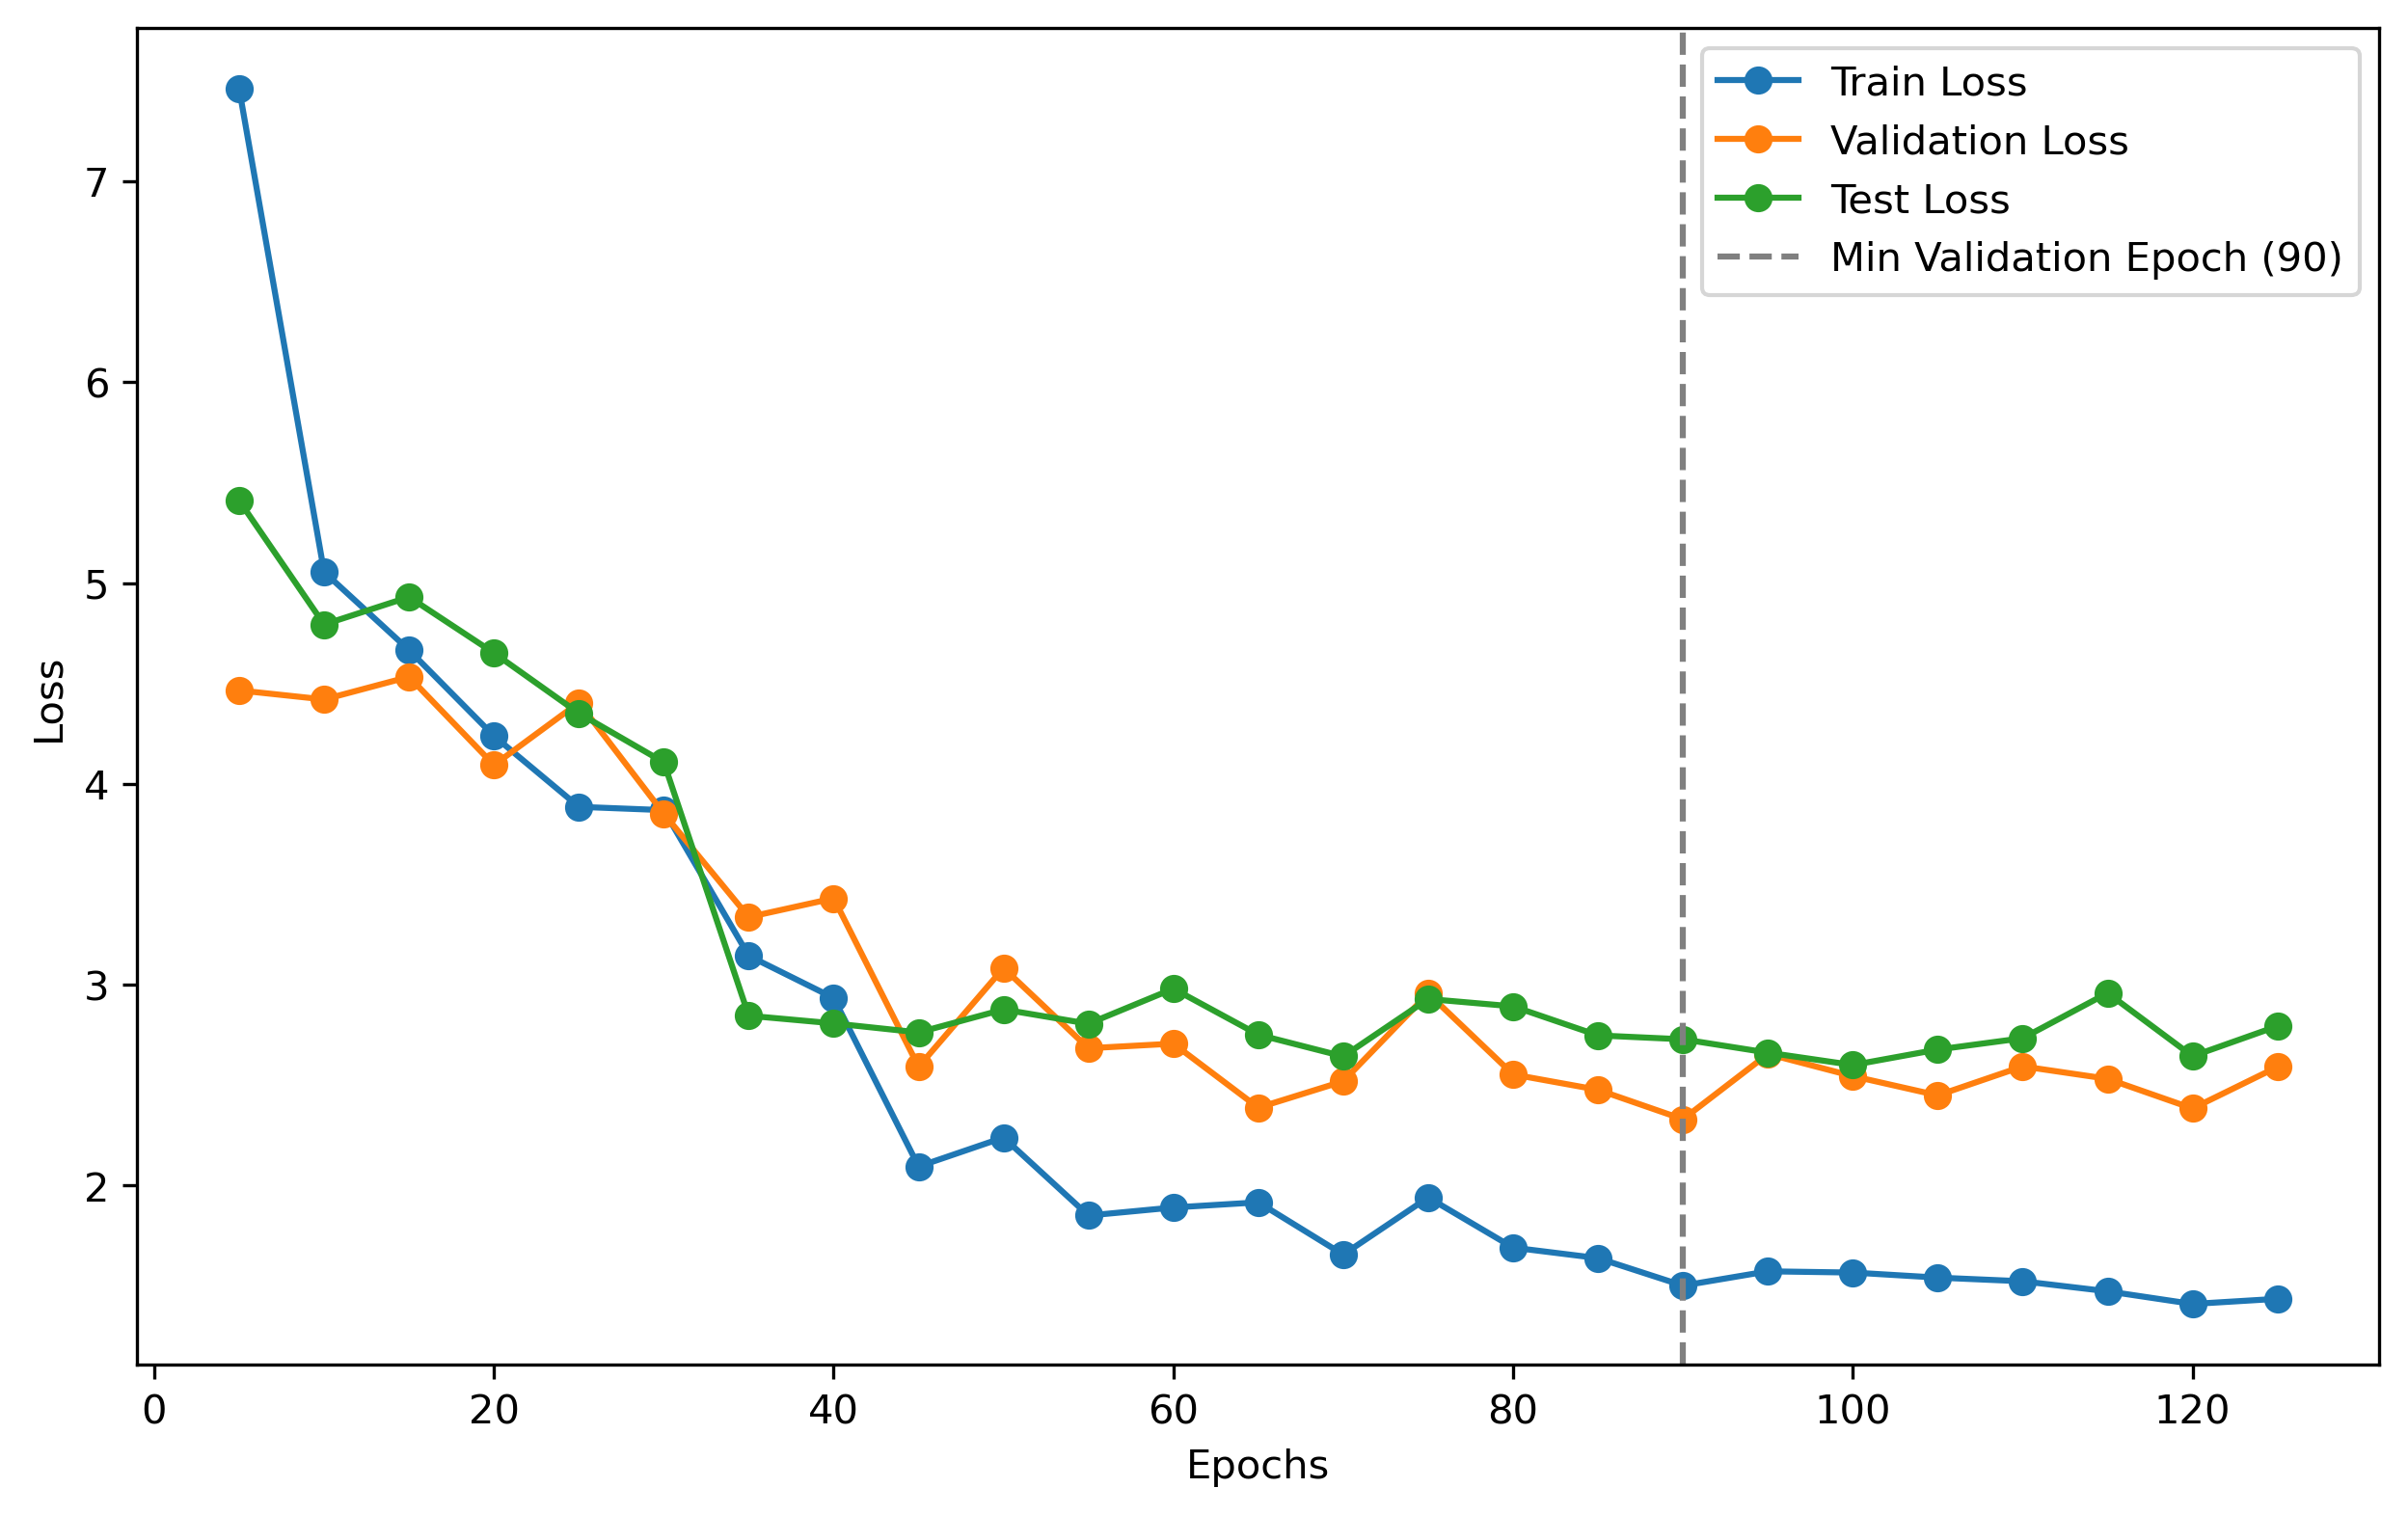 Train Loss
Validation Loss
Test Loss
Min Validation Epoch (90)
7
6
5
4
3
2
Loss
0 20 40 60 80 100 120
Epochs